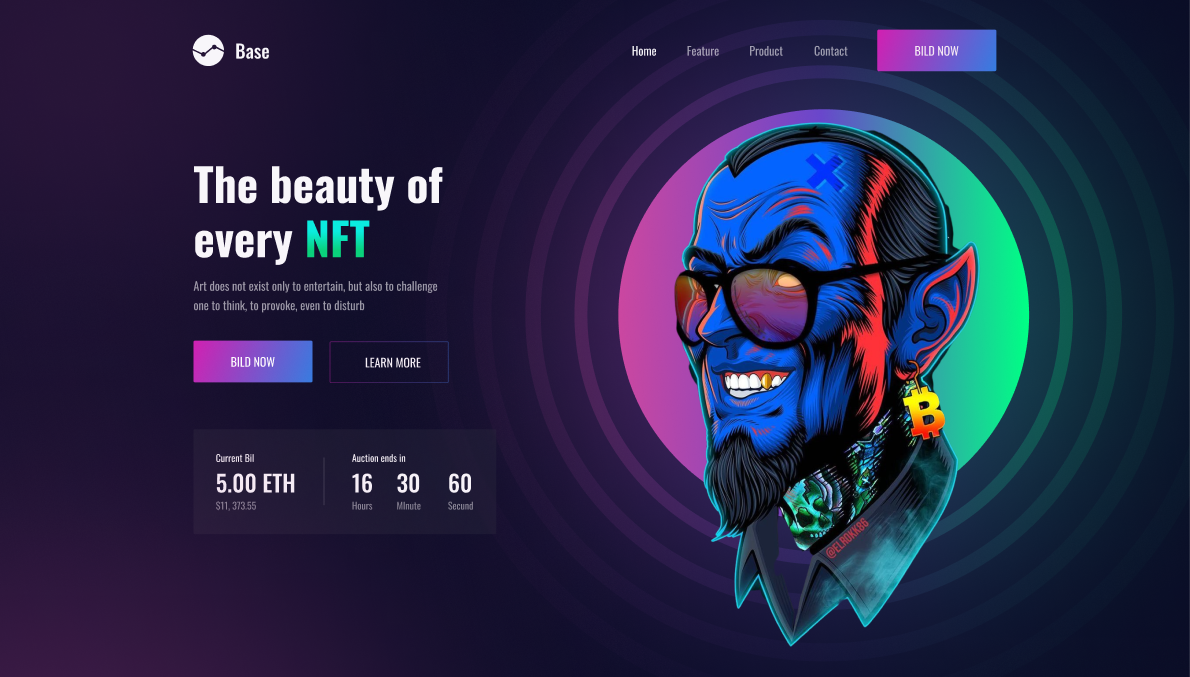 Base
Home
Feature
Product
Contact
BILD NOW
The beauty of
every NFT
Art does not exist only to entertain, but also to challenge
one to think, to provoke, even to disturb
BILD NOW
LEARN MORE
Current Bil
5.00 ETH
$11, 373.55
Auction ends in
16 30 60
Hours MInute Secund
@ELROKK86